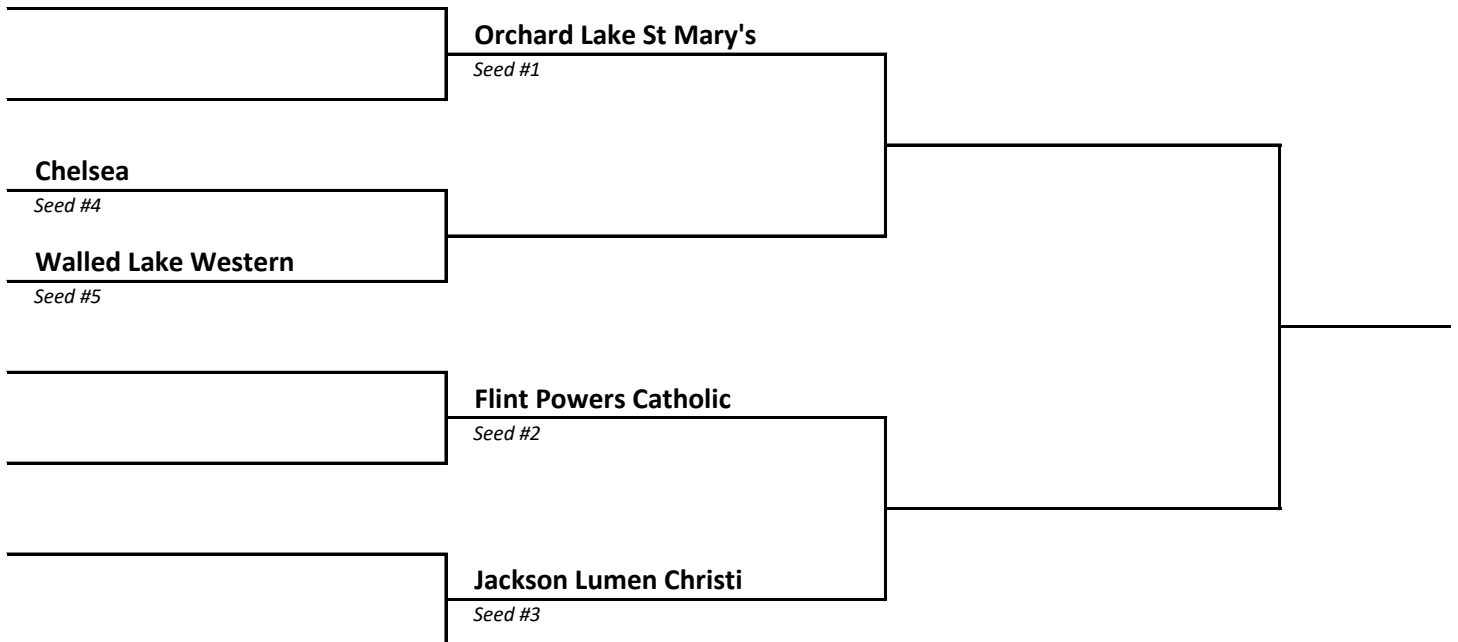 Orchard Lake St Mary's
Seed #1
Chelsea
Seed #4
Walled Lake Western
Seed #5
Flint Powers Catholic
Seed #2
Jackson Lumen Christi
Seed #3